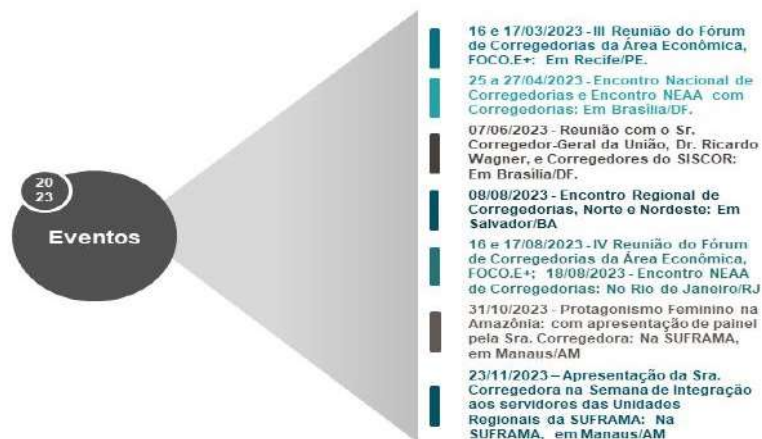 20
23
Eventos
16 e 17/03/2023 - III Reunião do Fórum
de Corregedorias da Área Econômica,
FOCO.E+: Em Recife/PE.
25 a 27/04/2023 - Encontro Nacional de
Corregedorias e Encontro NEAA com
Corregedorias: Em Brasília/DF.
07/06/2023 - Reunião com o Sr.
Corregedor-Geral da União, Dr. Ricardo
Wagner, e Corregedores do SISCOR:
Em Brasília/DF.
08/08/2023 - Encontro Regional de
Corregedorias, Norte e Nordeste: Em
Salvador/BA
16 e 17/08/2023 - IV Reunião do Fórum
de Corregedorias da Área Econômica,
FOCO.E+; 18/08/2023 - Encontro NEAA
de Corregedorias: No Rio de Janeiro/RJ
31/10/2023 - Protagonismo Feminino na
Amazônia: com apresentação de painel
pela Sra. Corregedora: Na SUFRAMA,
em Manaus/AM
23/11/2023 – Apresentação da Sra.
Corregedora na Semana de Integração
aos servidores das Unidades
Regionais da SUFRAMA: Na
SUFRAMA, em Manaus/AM